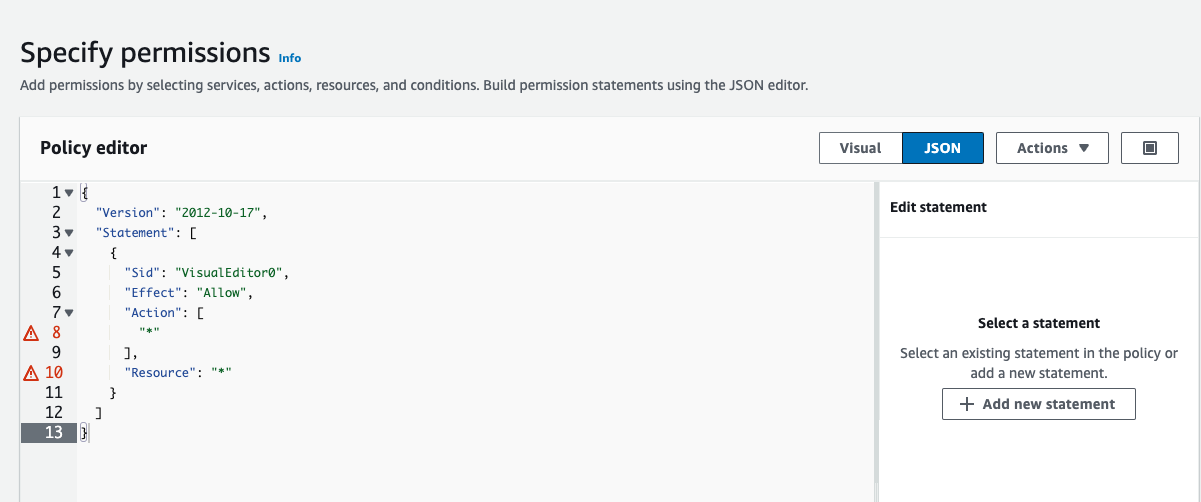 Specify permissions Info
Add permissions by selecting services, actions, resources, and conditions. Build permission statements using the JSON editor.
Policy editor
Visual
JSON
Actions
1 {
2 "Version": "2012-10-17",
3 "Statement": [
4 {
5 "Sid": "VisualEditor0",
6 "Effect": "Allow",
7 "Action": [
8 "*"
9 ],
10 "Resource": "*"
11 }
12 ]
13 }
Edit statement
Select a statement
Select an existing statement in the policy or
add a new statement.
Add new statement